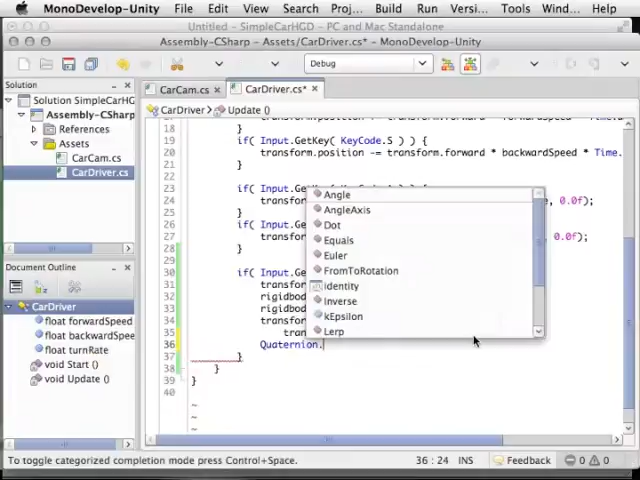 MonoDevelop-Unity File Edit View Search Project Build Run Versi... Tools Wind... Help
Untitled - SimpleCarHGD - PC and Mac Standalone
Assembly-CSharp - Assets/CarDriver.cs* - MonoDevelop-Unity
Debug
Solution
CarCam.cs
CarDriver.cs*
Solution SimpleCarHG
Assembly-CSharp
References
Assets
CarCam.cs
CarDriver.cs
Document Outline
CarDriver
float forwardSpeed
float backwardSpeed
float turnRate
void Start ()
void Update ()
CarDriver
Update ()
18 }
19 if( Input.GetKey( KeyCode.S ) ) {
20 transform.position -= transform.forward * backwardSpeed * Time.
21 }
22
23 if( Input.GetKey(
24 transform. , 0.0f);
25 }
26 if( Input.GetKey(
27 transform. 0.0f);
28 }
29
30 if( Input.Ge
31 transfor
32 rigidbod
33 rigidbod
34 transfor
35 tran
36 Quaternion.
37 }
38 }
39 }
40
~
~
~
Angle
AngleAxis
Dot
Equals
Euler
FromToRotation
identity
Inverse
kEpsilon
Lerp
To toggle categorized completion mode press Control+Space.
36 : 24 INS
Feedback
0
0